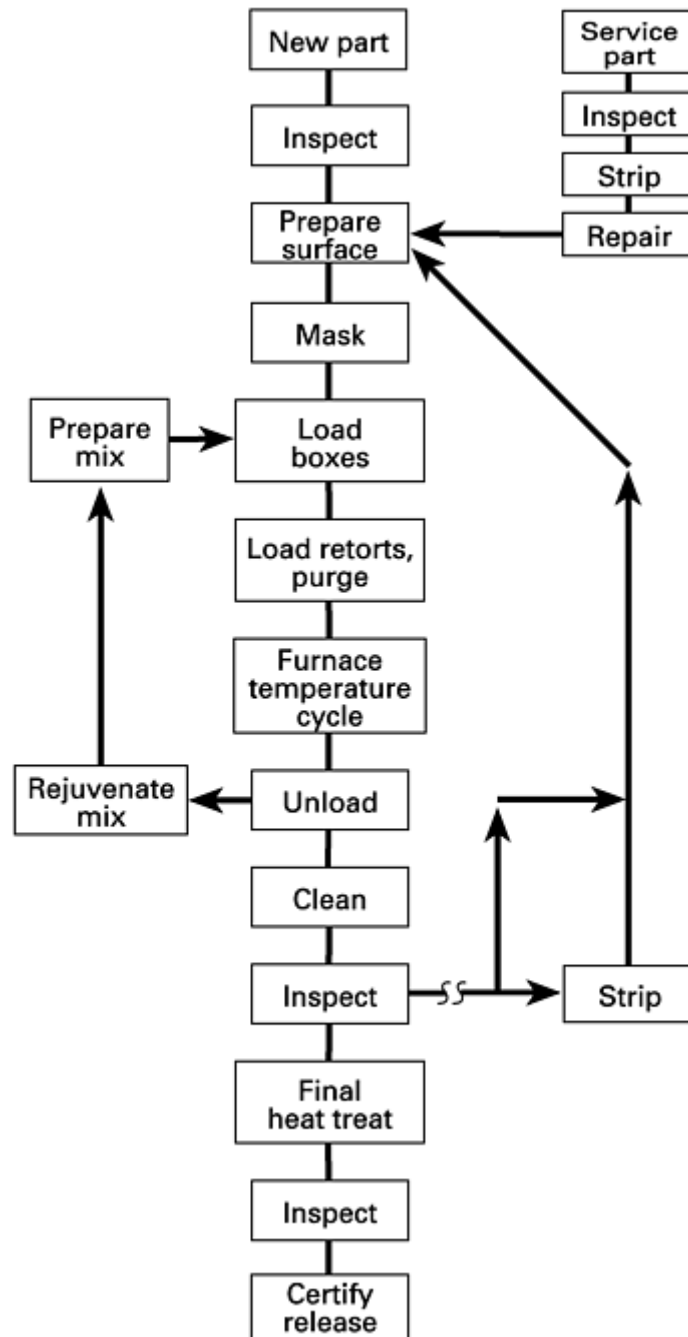 New part
Inspect
Prepare
surface
Mask
Load
boxes
Load retorts,
purge
Furnace
temperature
cycle
Unload
Clean
Inspect
Final
heat treat
Inspect
Certify
release
Service
part
Inspect
Strip
Repair
Prepare
mix
Rejuvenate
mix
Strip